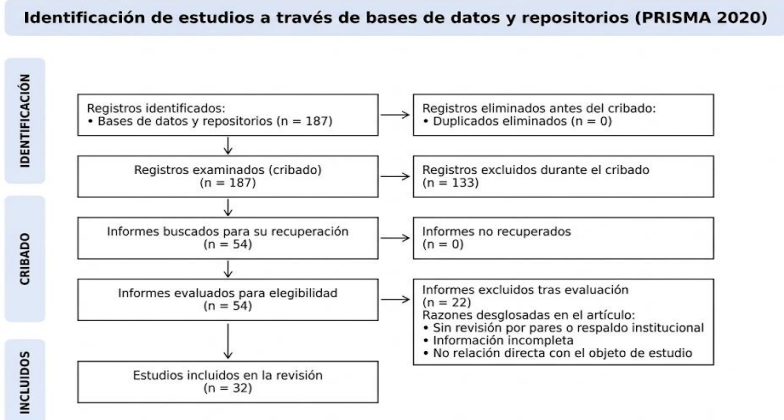 Identificación de estudios a través de bases de datos y repositorios (PRISMA 2020)
IDENTIFICACIÓN
Registros identificados:
• Bases de datos y repositorios (n = 187)
Registros eliminados antes del cribado:
• Duplicados eliminados (n = 0)
Registros examinados (cribado)
(n = 187)
Registros excluidos durante el cribado
(n = 133)
CRIBADO
Informes buscados para su recuperación
(n = 54)
Informes no recuperados
(n = 0)
Informes evaluados para elegibilidad
(n = 54)
Informes excluidos tras evaluación
(n = 22)
Razones desglosadas en el artículo:
• Sin revisión por pares o respaldo institucional
• Información incompleta
• No relación directa con el objeto de estudio
INCLUIDOS
Estudios incluidos en la revisión
(n = 32)